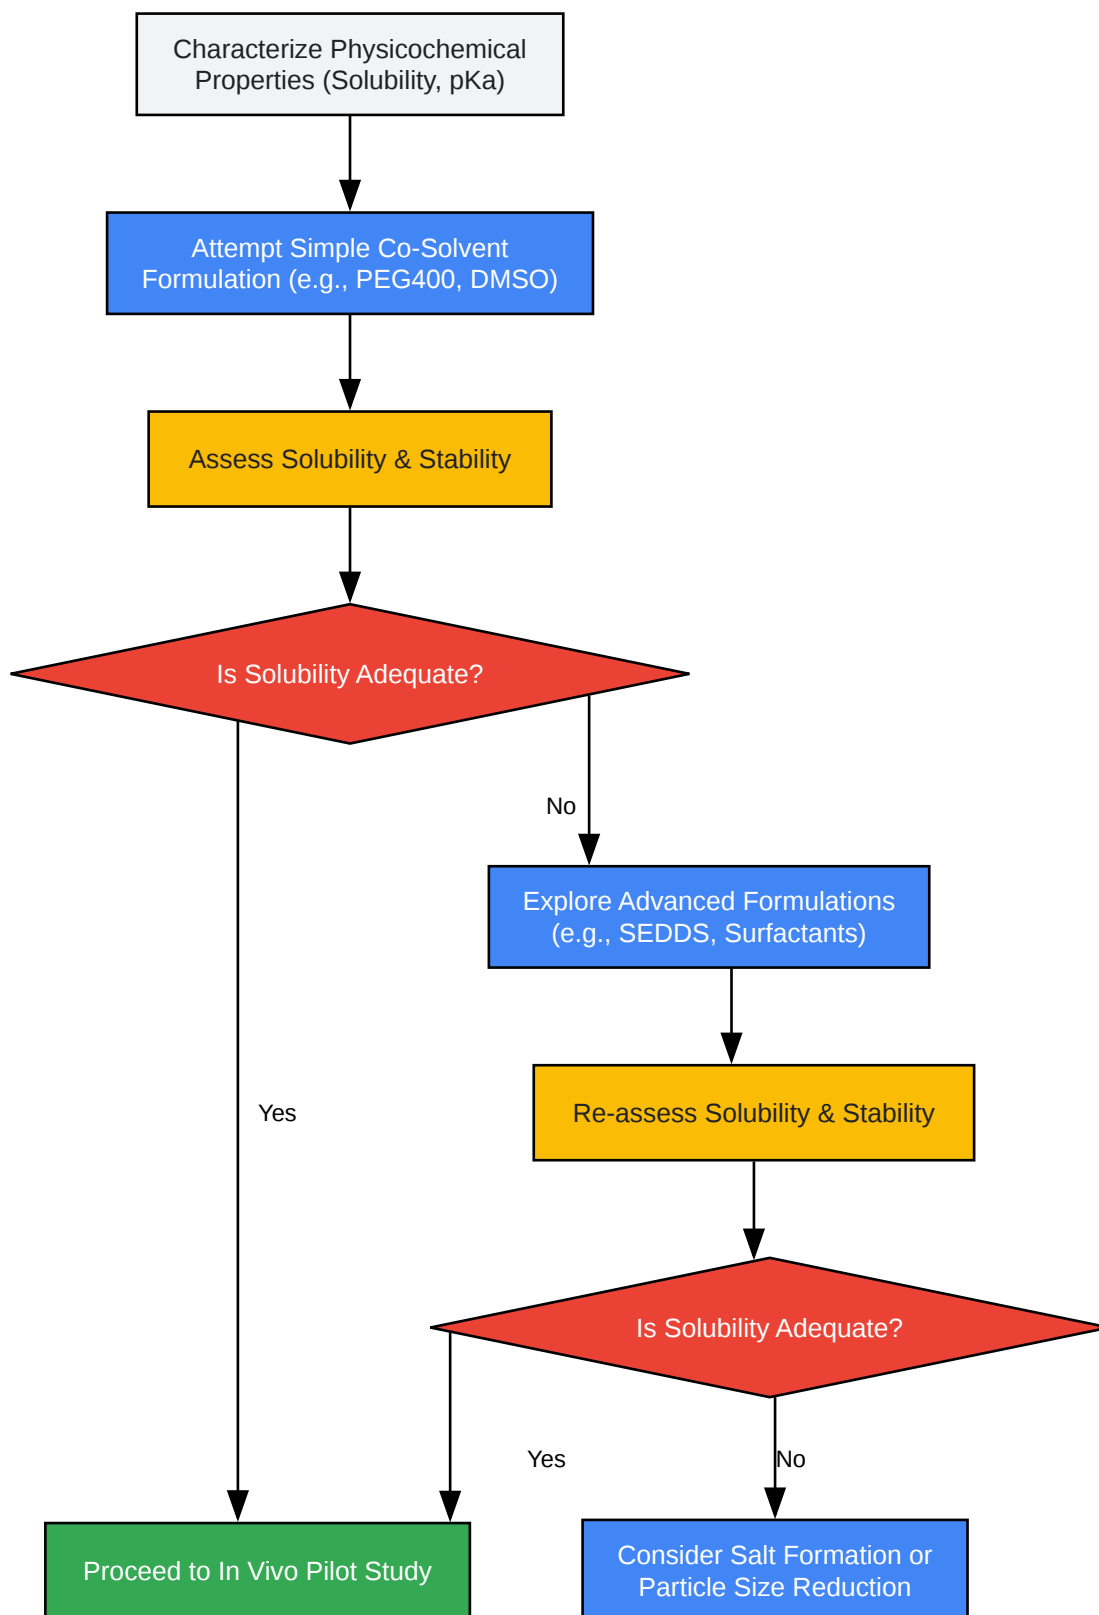 Characterize Physicochemical
Properties (Solubility, pKa)
Attempt Simple Co-Solvent
Formulation (e.g., PEG400, DMSO)
Assess Solubility & Stability
Is Solubility Adequate?
No
Explore Advanced Formulations
(e.g., SEDDS, Surfactants)
Yes
Re-assess Solubility & Stability
Is Solubility Adequate?
Yes
No
Proceed to In Vivo Pilot Study
Consider Salt Formation or
Particle Size Reduction